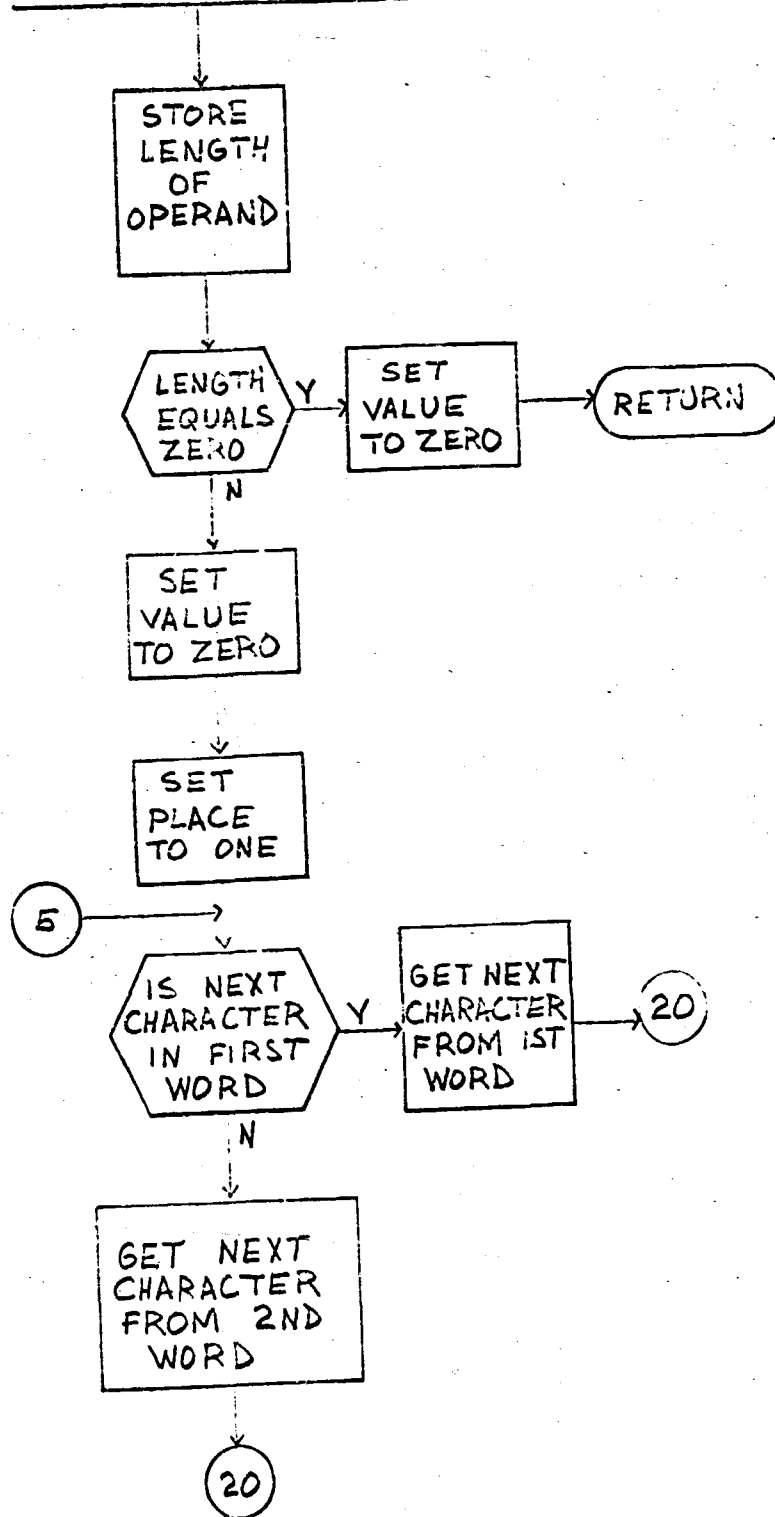 STORE
LENGTH
OF
OPERAND
LENGTH
EQUALS
ZERO
Y
SET
VALUE
TO ZERO
RETURN
N
SET
VALUE
TO ZERO
SET
PLACE
TO ONE
5
IS NEXT
CHARACTER
IN FIRST
WORD
Y
GET NEXT
CHARACTER
FROM 1ST
WORD
20
N
GET NEXT
CHARACTER
FROM 2ND
WORD
20